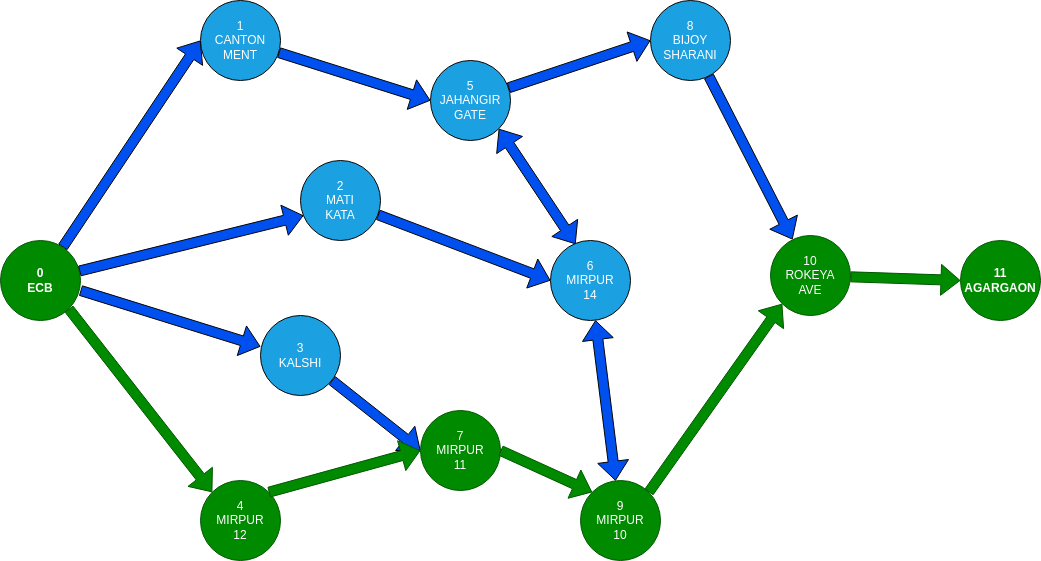 1
CANTON
MENT
8
BIJOY
SHARANI
5
JAHANGIR
GATE
2
MATI
KATA
0
ECB
6
MIRPUR
14
10
ROKEYA
AVE
11
AGARGAON
3
KALSHI
7
MIRPUR
11
4
MIRPUR
12
9
MIRPUR
10